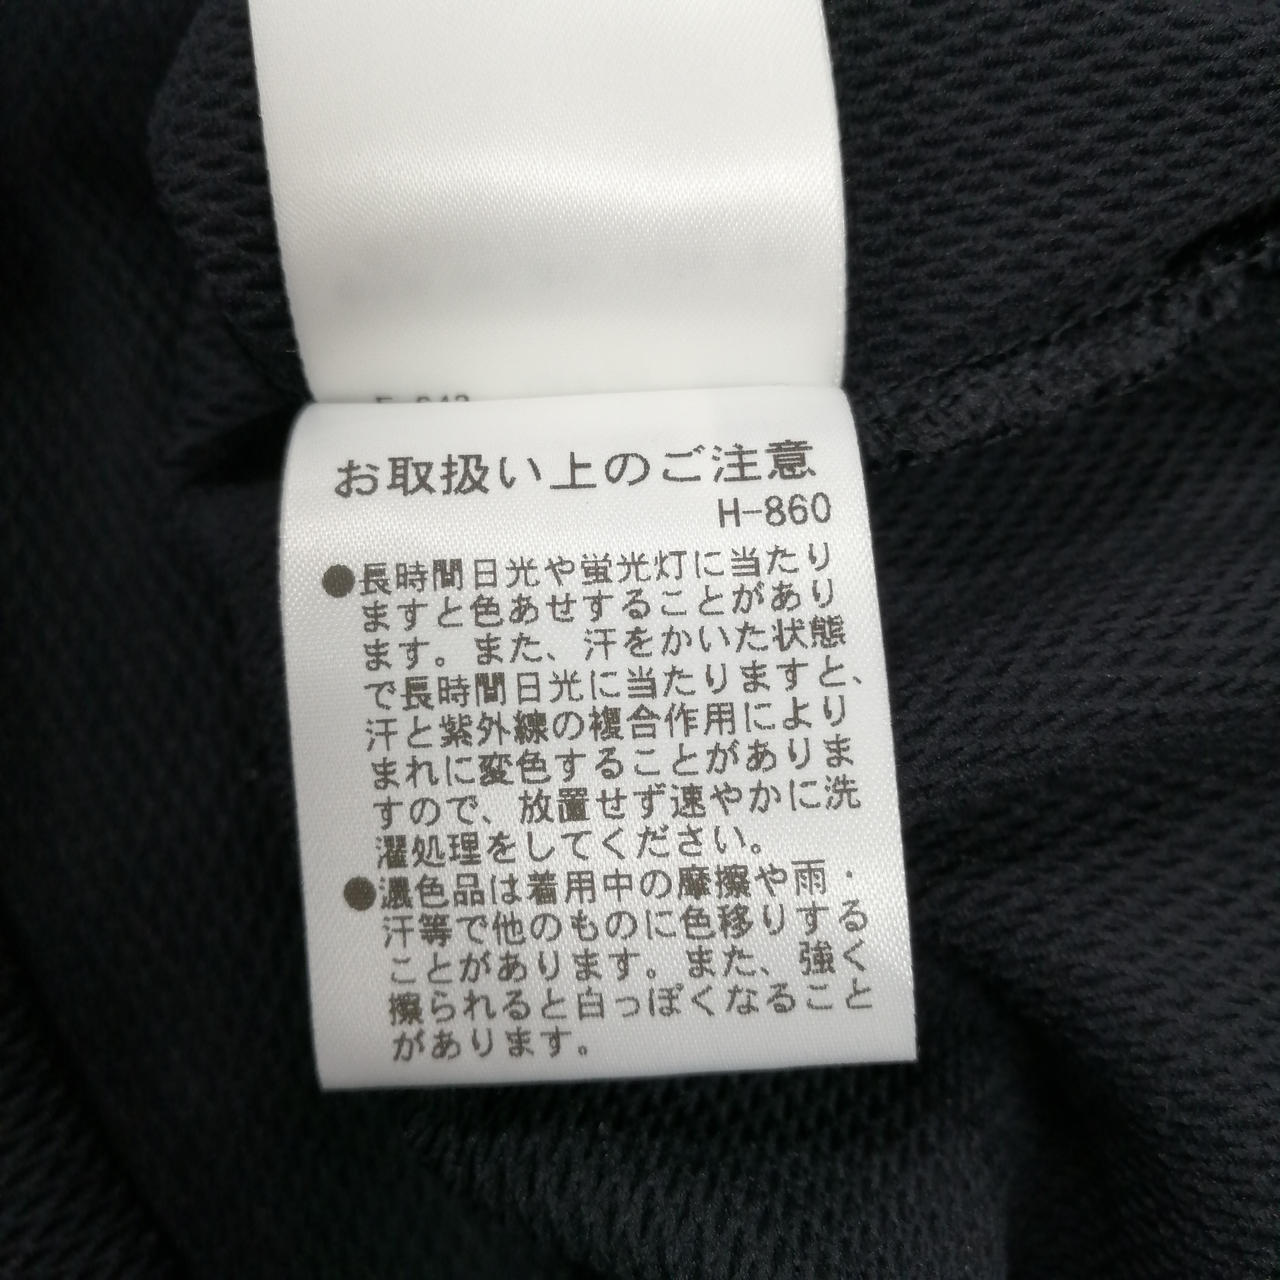 お取扱い上のご注意
H-860
●長時間日光や蛍光灯に当たり
ますと色あせすることがあり
ます。また、汗をかいた状態
で長時間日光に当たりますと、
汗と紫外線の複合作用により
まれに変色することがありま
すので、放置せず速やかに洗
濯処理をしてください。
●濃色品は着用中の摩擦や雨・
汗等で他のものに色移りする
ことがあります。また、強く
擦られると白っぽくなること
があります。